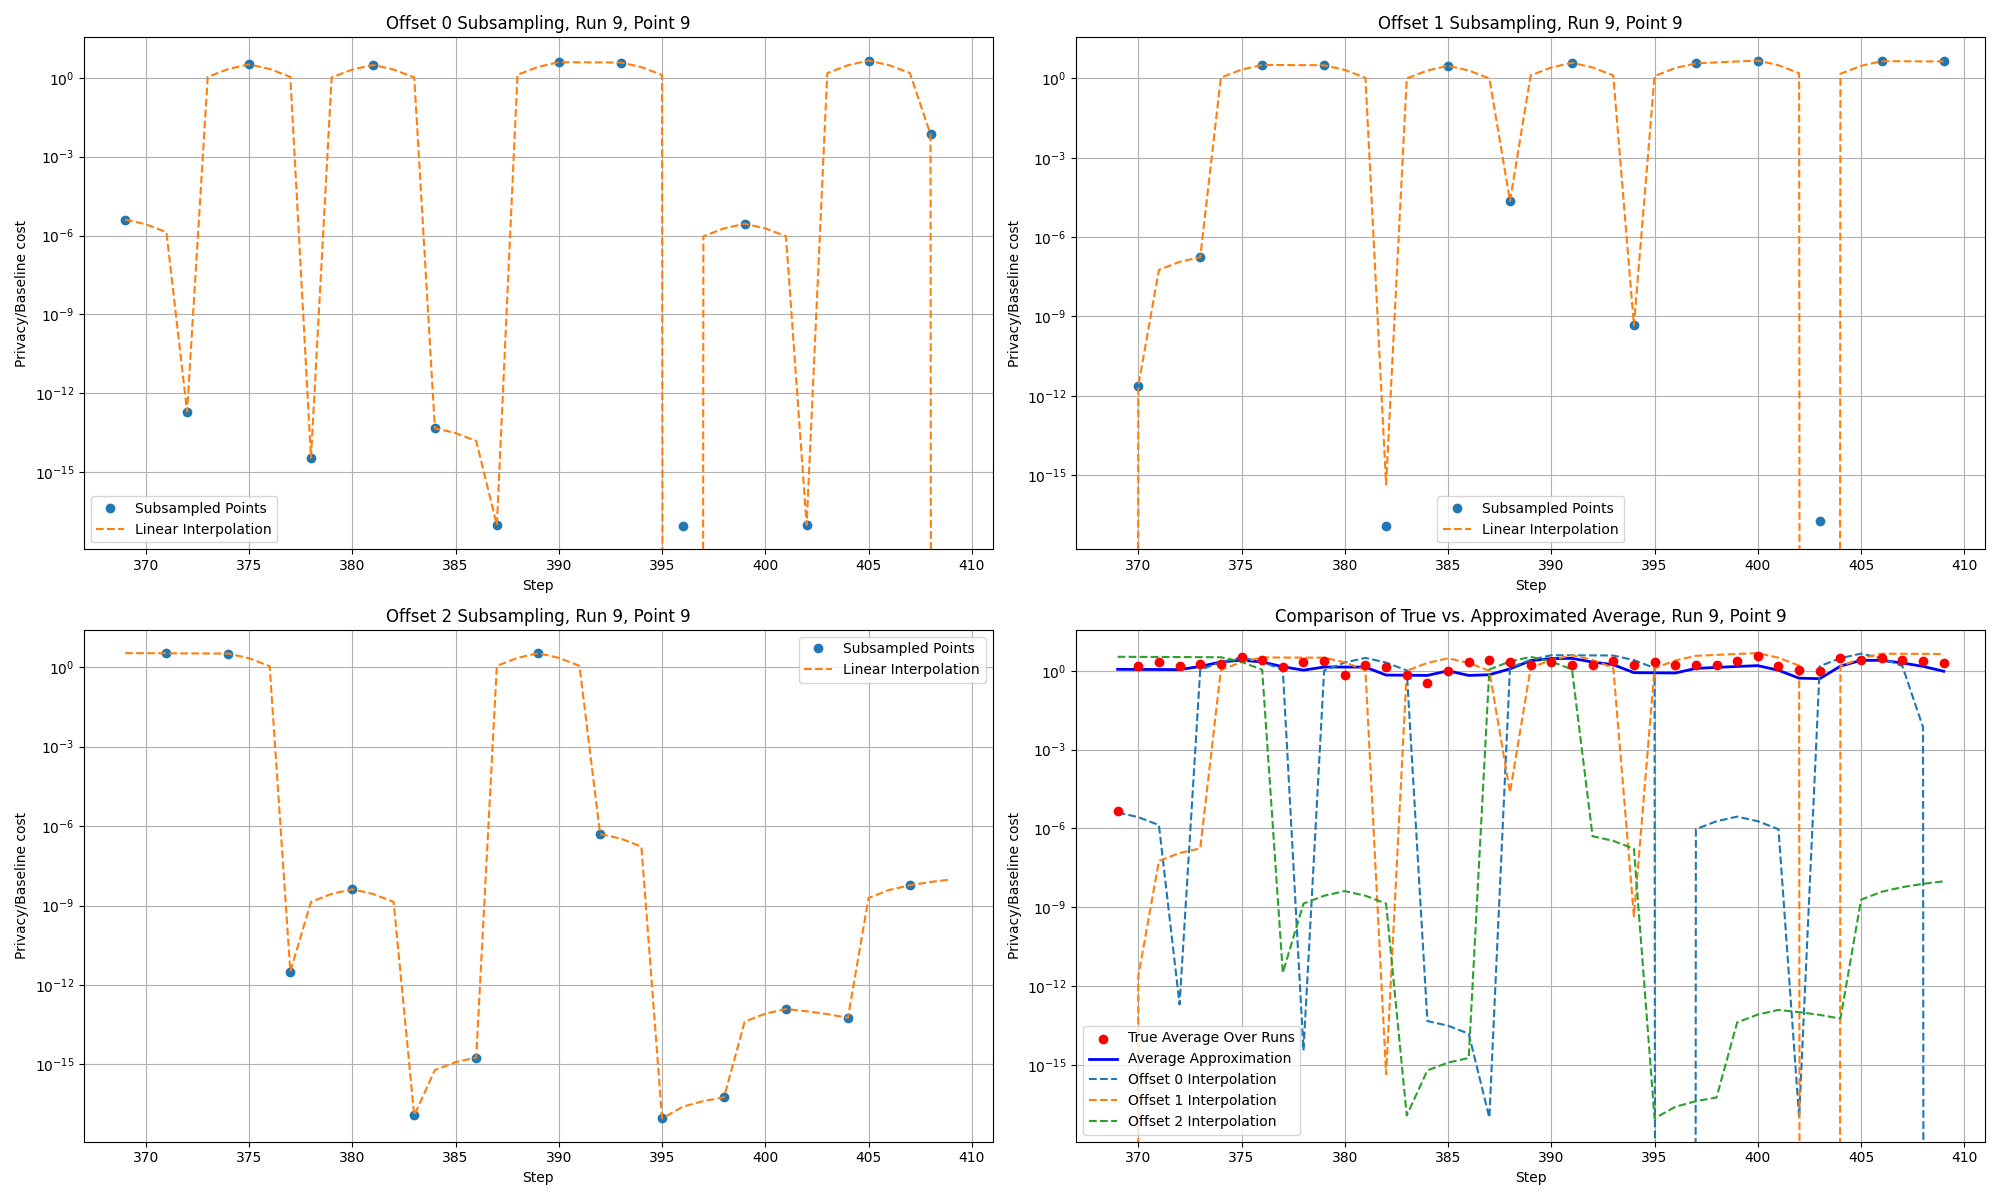 Offset 0 Subsampling, Run 9, Point 9
Privacy/Baseline cost
10^0
10^-3
10^-6
10^-9
10^-12
10^-15
Subsampled Points
Linear Interpolation
370 375 380 385 390 395 400 405 410
Step
Offset 1 Subsampling, Run 9, Point 9
Privacy/Baseline cost
10^0
10^-3
10^-6
10^-9
10^-12
10^-15
Subsampled Points
Linear Interpolation
370 375 380 385 390 395 400 405 410
Step
Offset 2 Subsampling, Run 9, Point 9
Privacy/Baseline cost
10^0
10^-3
10^-6
10^-9
10^-12
10^-15
Subsampled Points
Linear Interpolation
370 375 380 385 390 395 400 405 410
Step
Comparison of True vs. Approximated Average, Run 9, Point 9
Privacy/Baseline cost
10^0
10^-3
10^-6
10^-9
10^-12
10^-15
True Average Over Runs
Average Approximation
Offset 0 Interpolation
Offset 1 Interpolation
Offset 2 Interpolation
370 375 380 385 390 395 400 405 410
Step